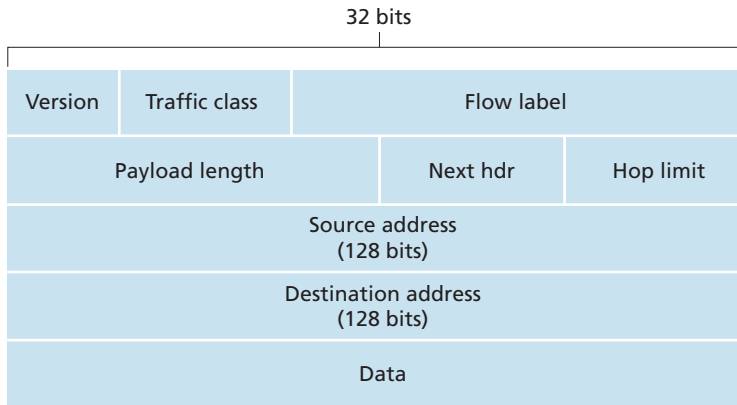 32 bits
Version Traffic class Flow label
Payload length Next hdr Hop limit
Source address
(128 bits)
Destination address
(128 bits)
Data